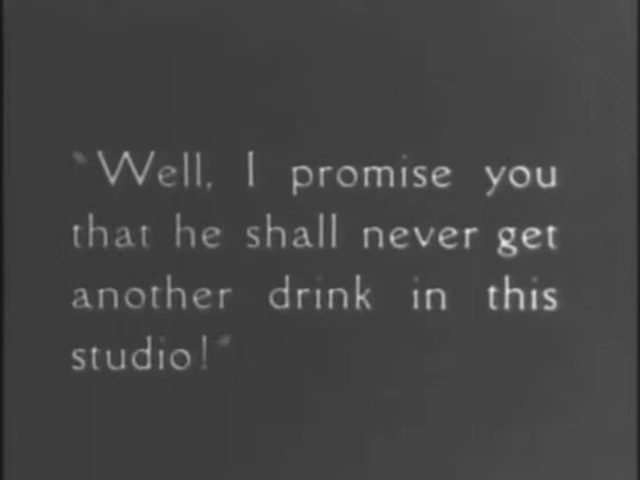 "Well, I promise you
that he shall never get
another drink in this
studio!"